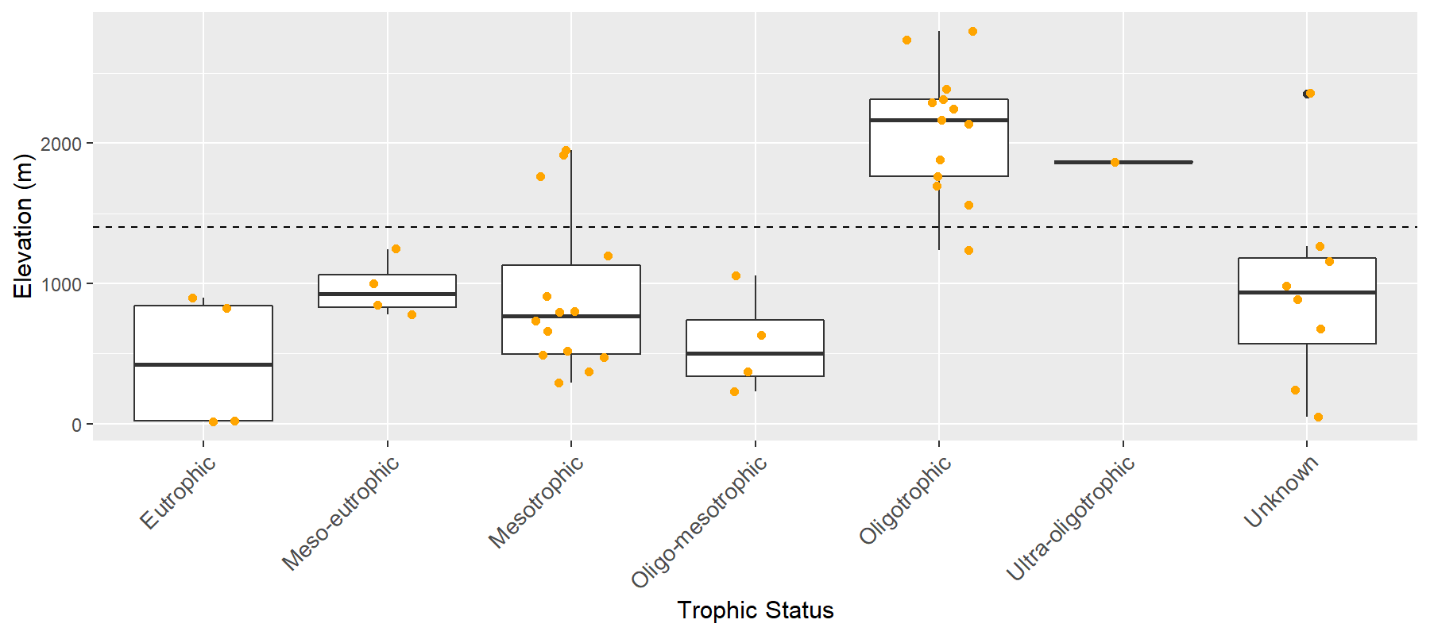 Elevation (m)
2000
1000
0
Eutrophic
Meso-eutrophic
Mesotrophic
Oligo-mesotrophic
Oligotrophic
Ultra-oligotrophic
Unknown
Trophic Status